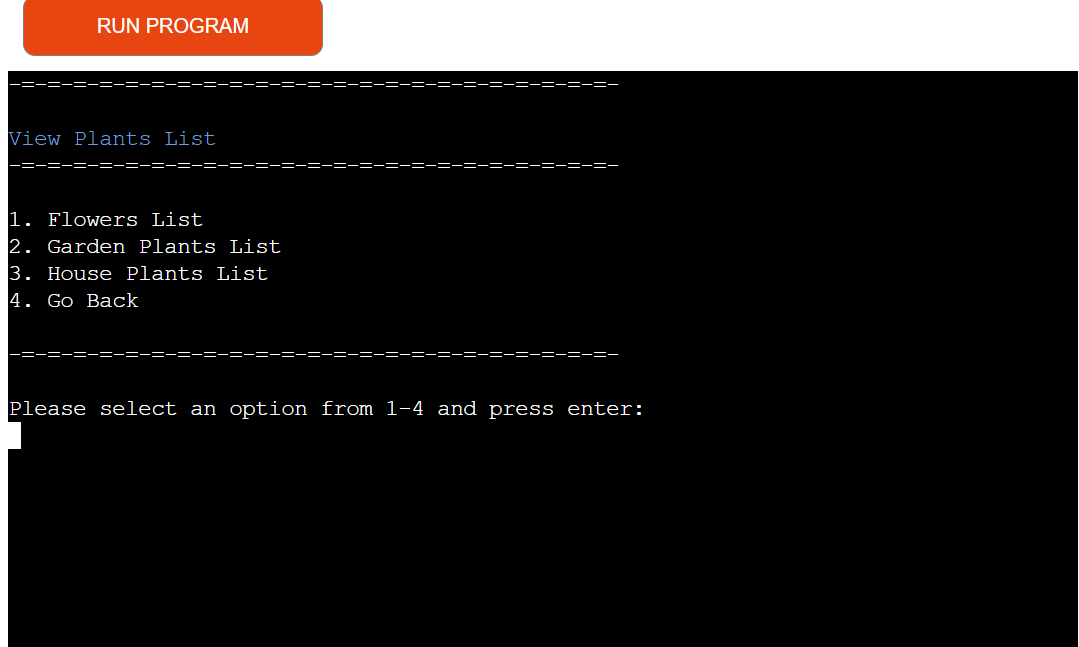 RUN PROGRAM
-=-=-=-=-=-=-=-=-=-=-=-=-=-=-=-=-=-=-=-=-=-=-=-
View Plants List
-=-=-=-=-=-=-=-=-=-=-=-=-=-=-=-=-=-=-=-=-=-=-=-
1. Flowers List
2. Garden Plants List
3. House Plants List
4. Go Back
-=-=-=-=-=-=-=-=-=-=-=-=-=-=-=-=-=-=-=-=-=-=-=-
Please select an option from 1-4 and press enter: